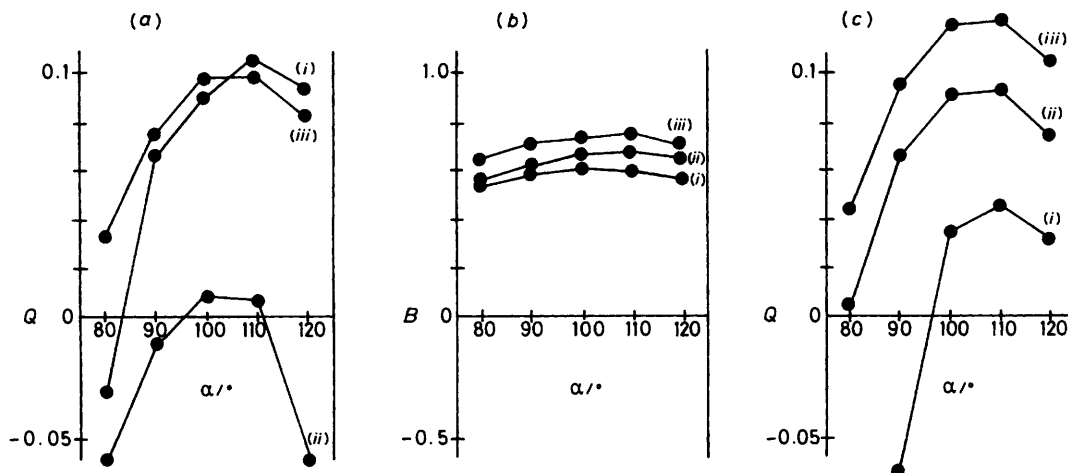 (a) (b) (c)
0.1 (i) 1.0 0.1 (iii)
(iii) (iii) (ii)
(ii)
(i) (i)
Q 0 80 90 100 110 120 B 0 80 90 100 110 120 Q 0 80 90 100 110 120
α/° α/° α/°
-0.05 (ii) -0.5 -0.05